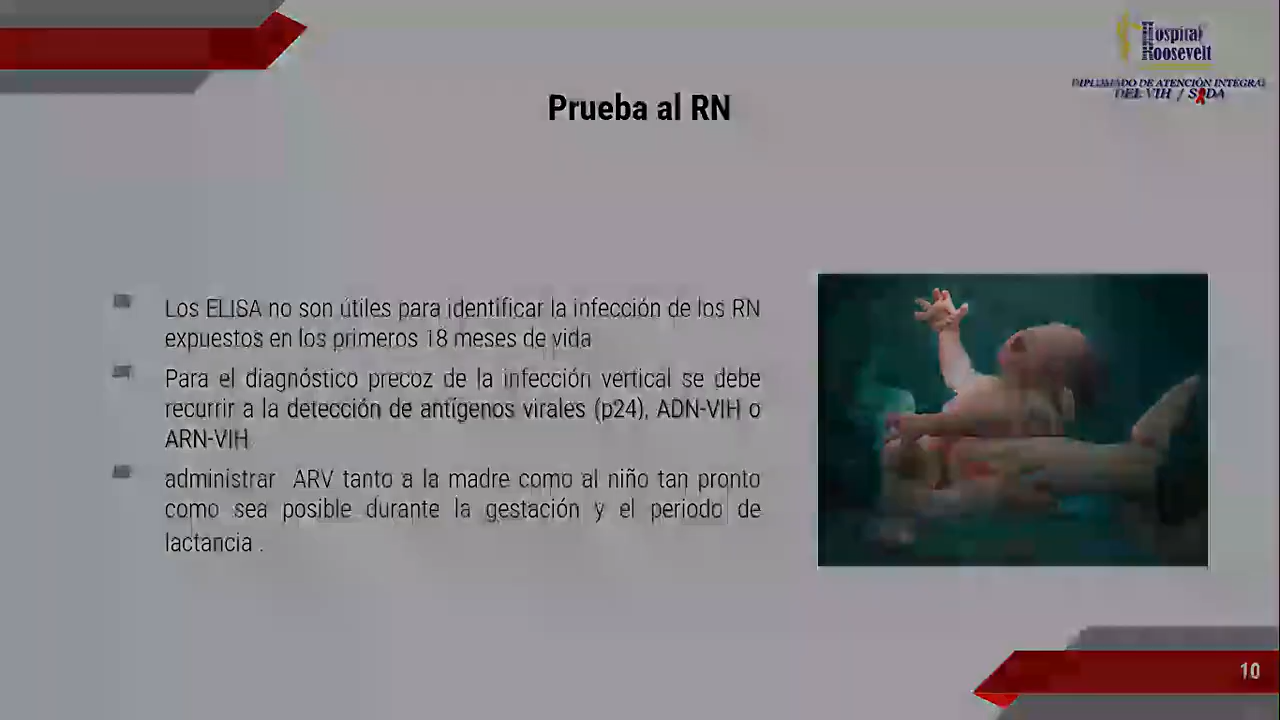 Hospital
Roosevelt
DIPLOMADO DE ATENCIÓN INTEGRAL
DEL VIH / SIDA
Prueba al RN
Los ELISA no son útiles para identificar la infección de los RN
expuestos en los primeros 18 meses de vida
Para el diagnóstico precoz de la infección vertical se debe
recurrir a la detección de antígenos virales (p24), ADN-VIH o
ARN-VIH
administrar ARV tanto a la madre como al niño tan pronto
como sea posible durante la gestación y el periodo de
lactancia .
10